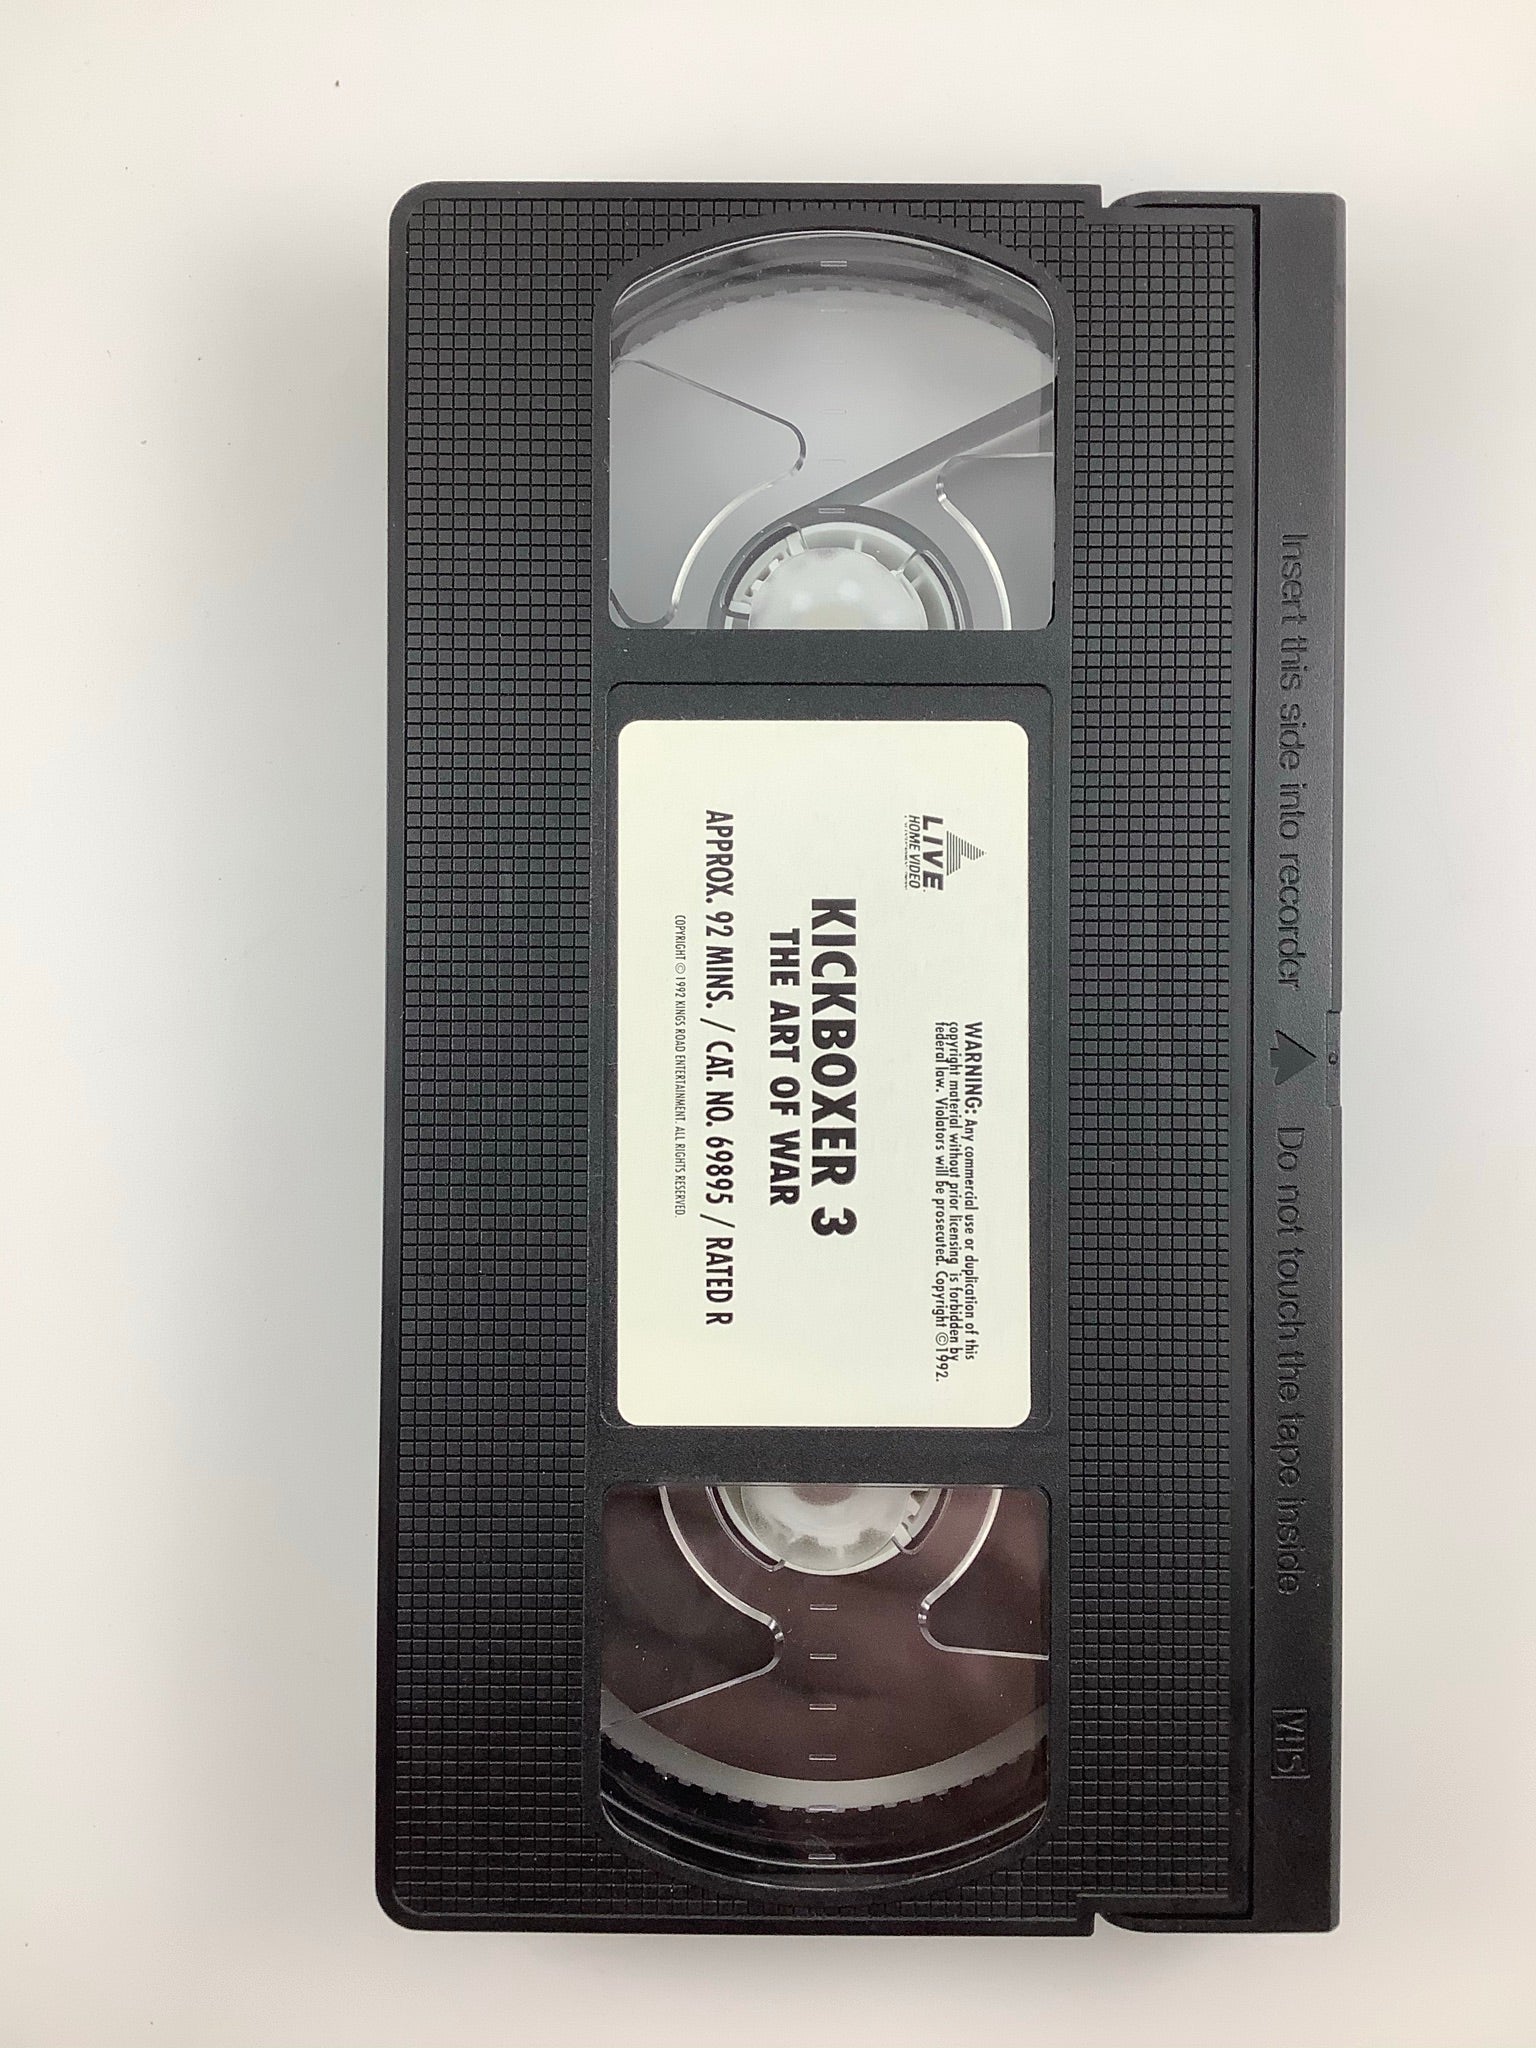 Insert this side into recorder ▲ Do not touch the tape inside VHS
LIVE
HOME VIDEO
WARNING: Any commercial use or duplication of this
copyright material without prior licensing is forbidden by
federal law. Violators will be prosecuted. Copyright ©1992.
KICKBOXER 3
THE ART OF WAR
APPROX. 92 MINS. / CAT. NO. 69895 / RATED R
COPYRIGHT © 1992 KINGS ROAD ENTERTAINMENT. ALL RIGHTS RESERVED.